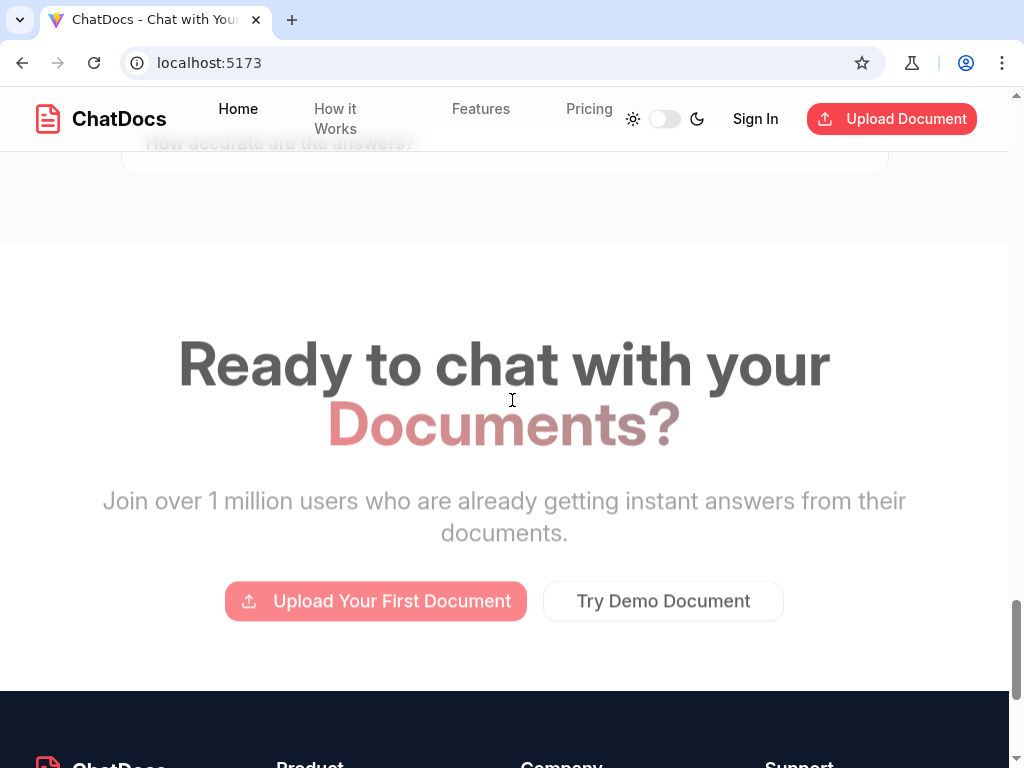 ChatDocs - Chat with Your
localhost:5173
ChatDocs
Home
How it
Works
Features
Pricing
Sign In
Upload Document
How accurate are the answers?
Ready to chat with your
Documents?
Join over 1 million users who are already getting instant answers from their
documents.
Upload Your First Document
Try Demo Document
ChatDocs
Product
Company
Support